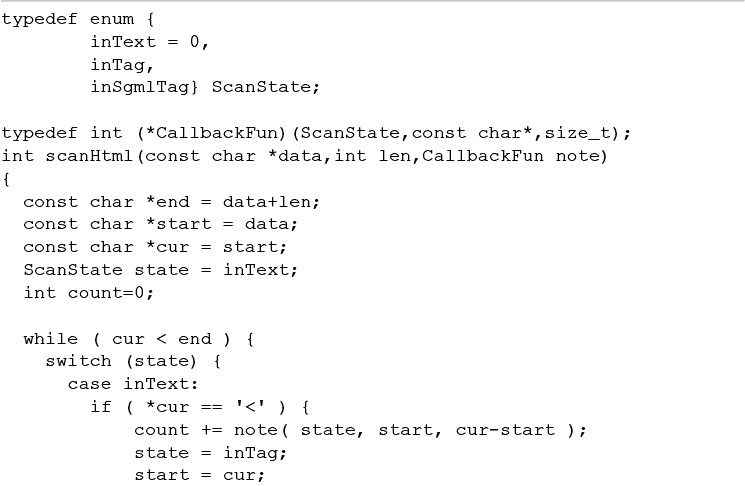 typedef enum {
        inText = 0,
        inTag,
        inSgmlTag} ScanState;

typedef int (*CallbackFun)(ScanState,const char*,size_t);
int scanHtml(const char *data,int len,CallbackFun note)
{
  const char *end = data+len;
  const char *start = data;
  const char *cur = start;
  ScanState state = inText;
  int count=0;

  while ( cur < end ) {
    switch (state) {
      case inText:
        if ( *cur == '<' ) {
            count += note( state, start, cur-start );
            state = inTag;
            start = cur;